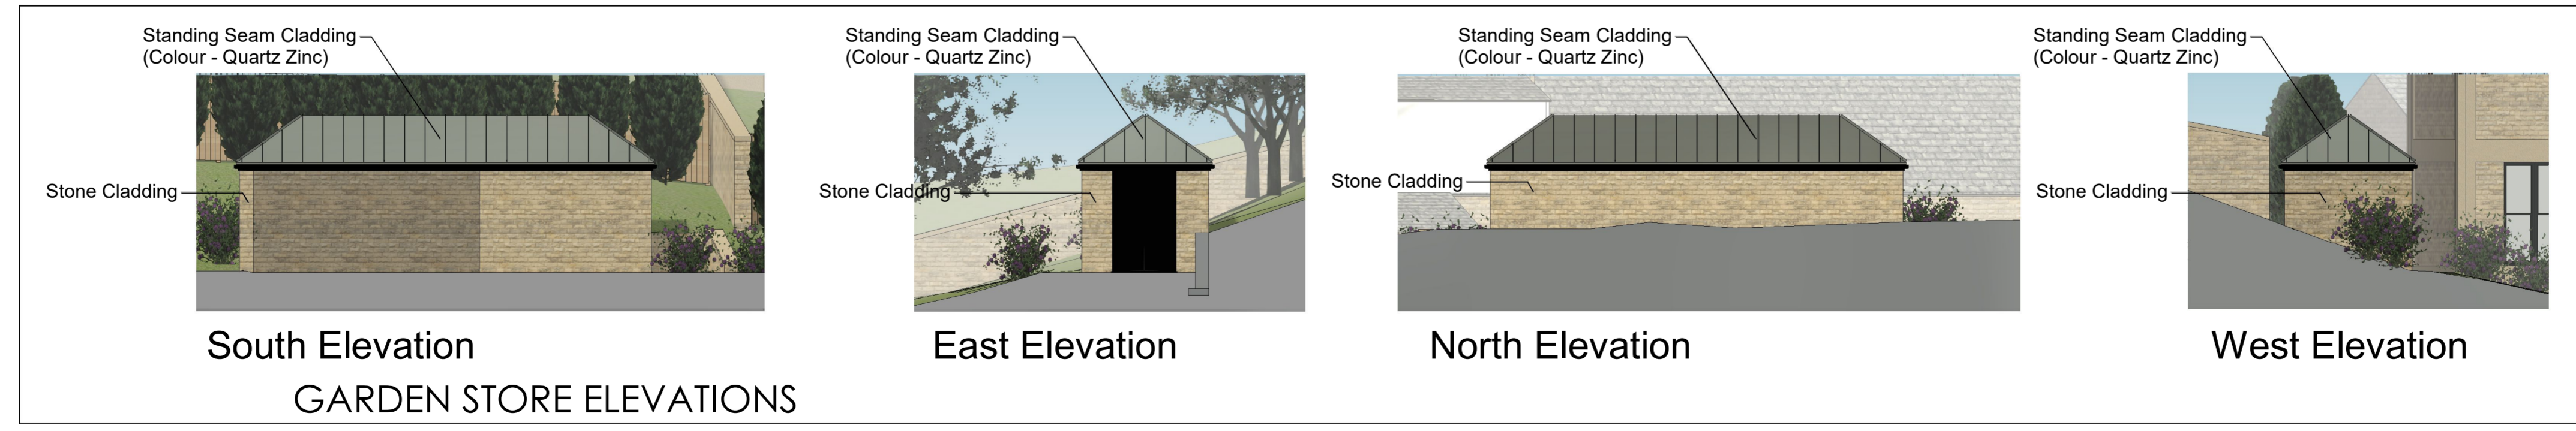 Standing Seam Cladding
(Colour - Quartz Zinc)
Stone Cladding
South Elevation
Standing Seam Cladding
(Colour - Quartz Zinc)
Stone Cladding
East Elevation
Standing Seam Cladding
(Colour - Quartz Zinc)
Stone Cladding
North Elevation
Standing Seam Cladding
(Colour - Quartz Zinc)
Stone Cladding
West Elevation
GARDEN STORE ELEVATIONS